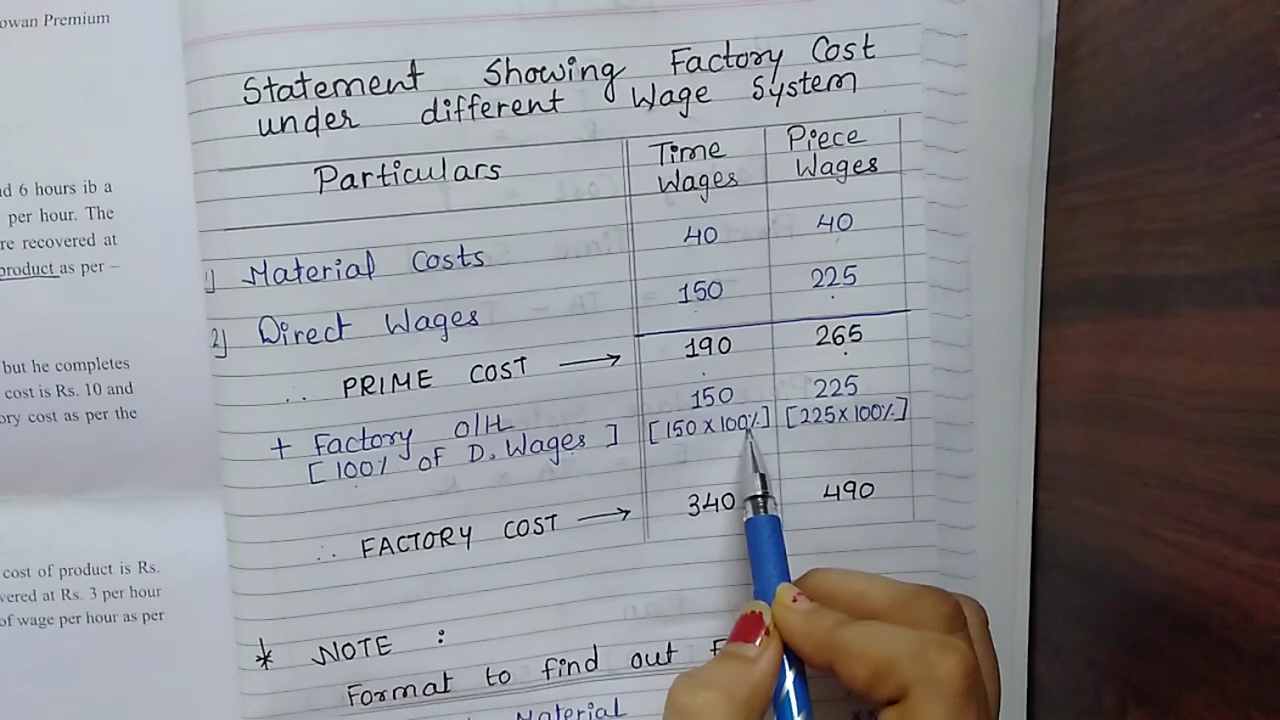 owan Premium
d 6 hours ib a
per hour. The
re recovered at
product as per –
but he completes
cost is Rs. 10 and
ory cost as per the
cost of product is Rs.
vered at Rs. 3 per hour
of wage per hour as per
Statement Showing Factory Cost
under different Wage System
Particulars Time Wages Piece Wages
1) Material Costs 40 40
2) Direct Wages 150 225
∴ PRIME COST → 190 265
+ Factory O/H 150 225
[100% OF D. Wages] [150 x 100%] [225 x 100%]
∴ FACTORY COST → 340 490
* NOTE :
Format to find out F
Material